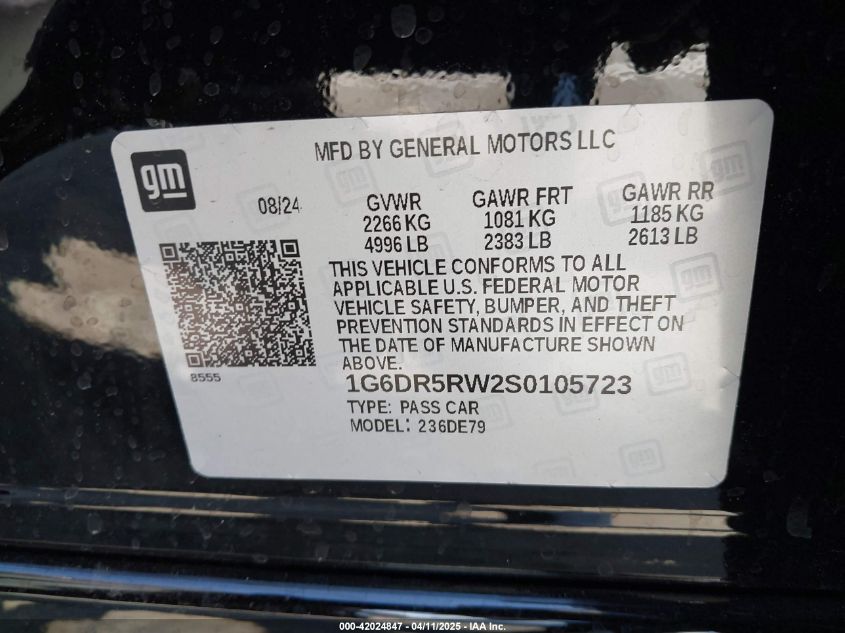 MFD BY GENERAL MOTORS LLC
gm
08/24
GVWR GAWR FRT GAWR RR
2266 KG 1081 KG 1185 KG
4996 LB 2383 LB 2613 LB
THIS VEHICLE CONFORMS TO ALL
APPLICABLE U.S. FEDERAL MOTOR
VEHICLE SAFETY, BUMPER, AND THEFT
PREVENTION STANDARDS IN EFFECT ON
THE DATE OF MANUFACTURE SHOWN
ABOVE.
8555
1G6DR5RW2S0105723
TYPE: PASS CAR
MODEL: 236DE79
000-42024847 - 04/11/2025 - IAA Inc.